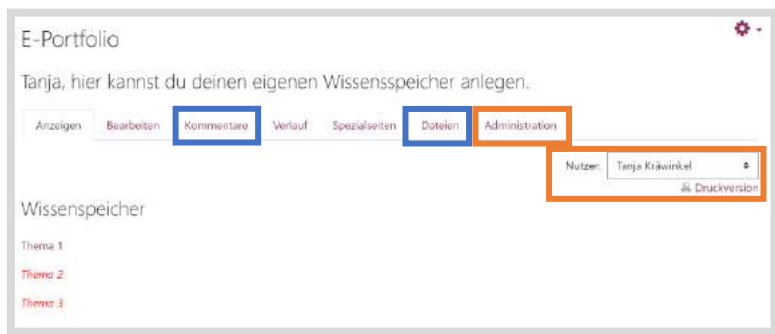 E-Portfolio
Tanja, hier kannst du deinen eigenen Wissensspeicher anlegen.
Anzeigen Bearbeiten Kommentare Verlauf Spezialseiten Dateien Administration
Nutzer: Tanja Kräwinkel
Druckversion
Wissenspeicher
Thema 1
Thema 2
Thema 3